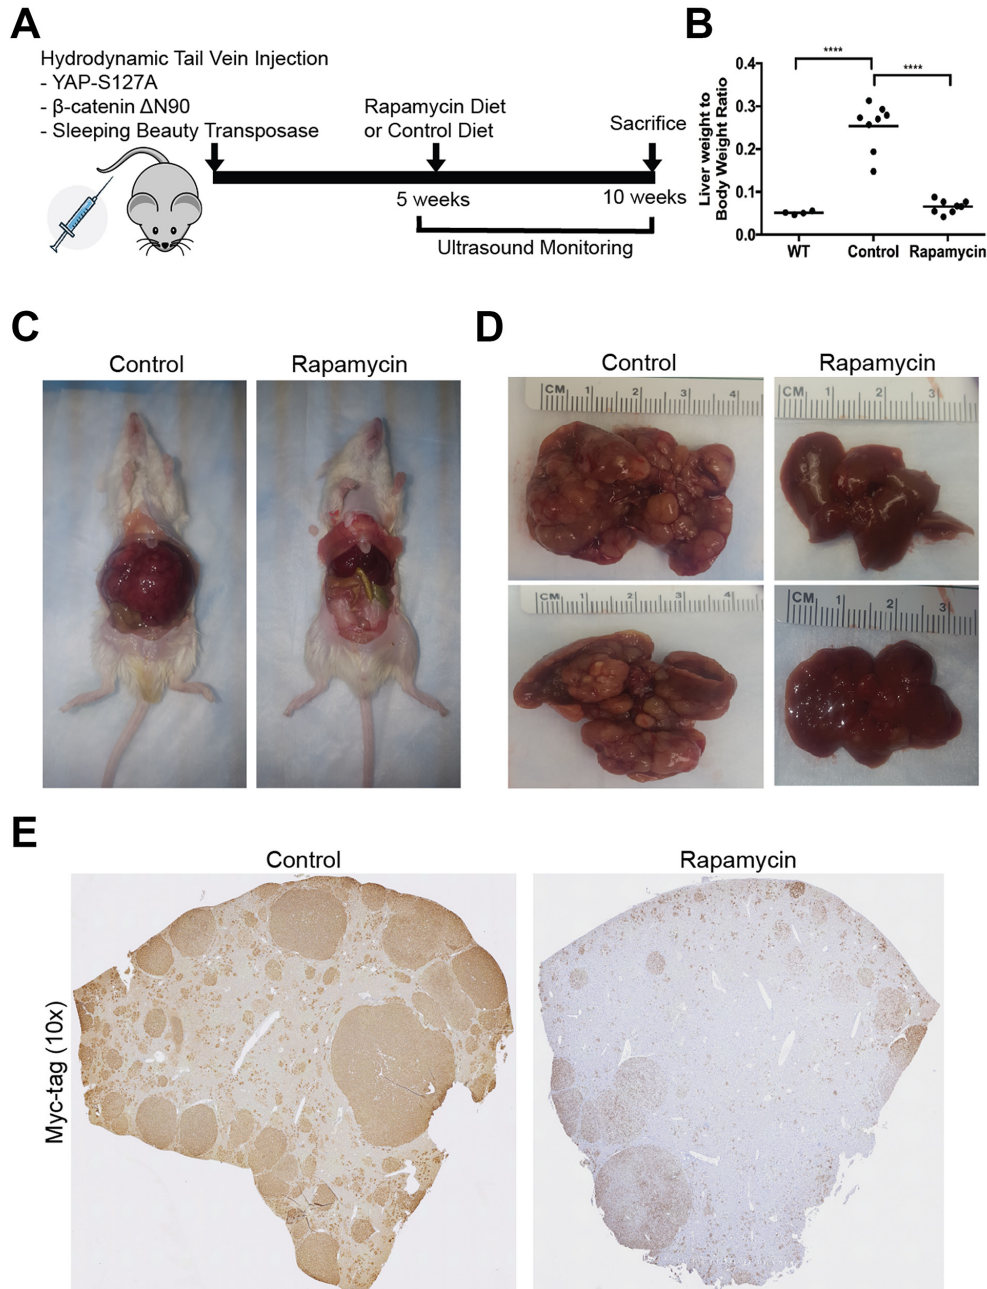 A
Hydrodynamic Tail Vein Injection
- YAP-S127A
- β-catenin ΔN90
- Sleeping Beauty Transposase
Rapamycin Diet
or Control Diet
Sacrifice
5 weeks
10 weeks
Ultrasound Monitoring
B
Liver weight to
Body Weight Ratio
0.4
0.3
0.2
0.1
0.0
****
****
WT
Control
Rapamycin
C
Control
Rapamycin
D
Control
Rapamycin
CM 1 2 3 4
CM 1 2 3
CM 1 2 3 4
CM 1 2 3
E
Control
Rapamycin
Myc-tag (10x)